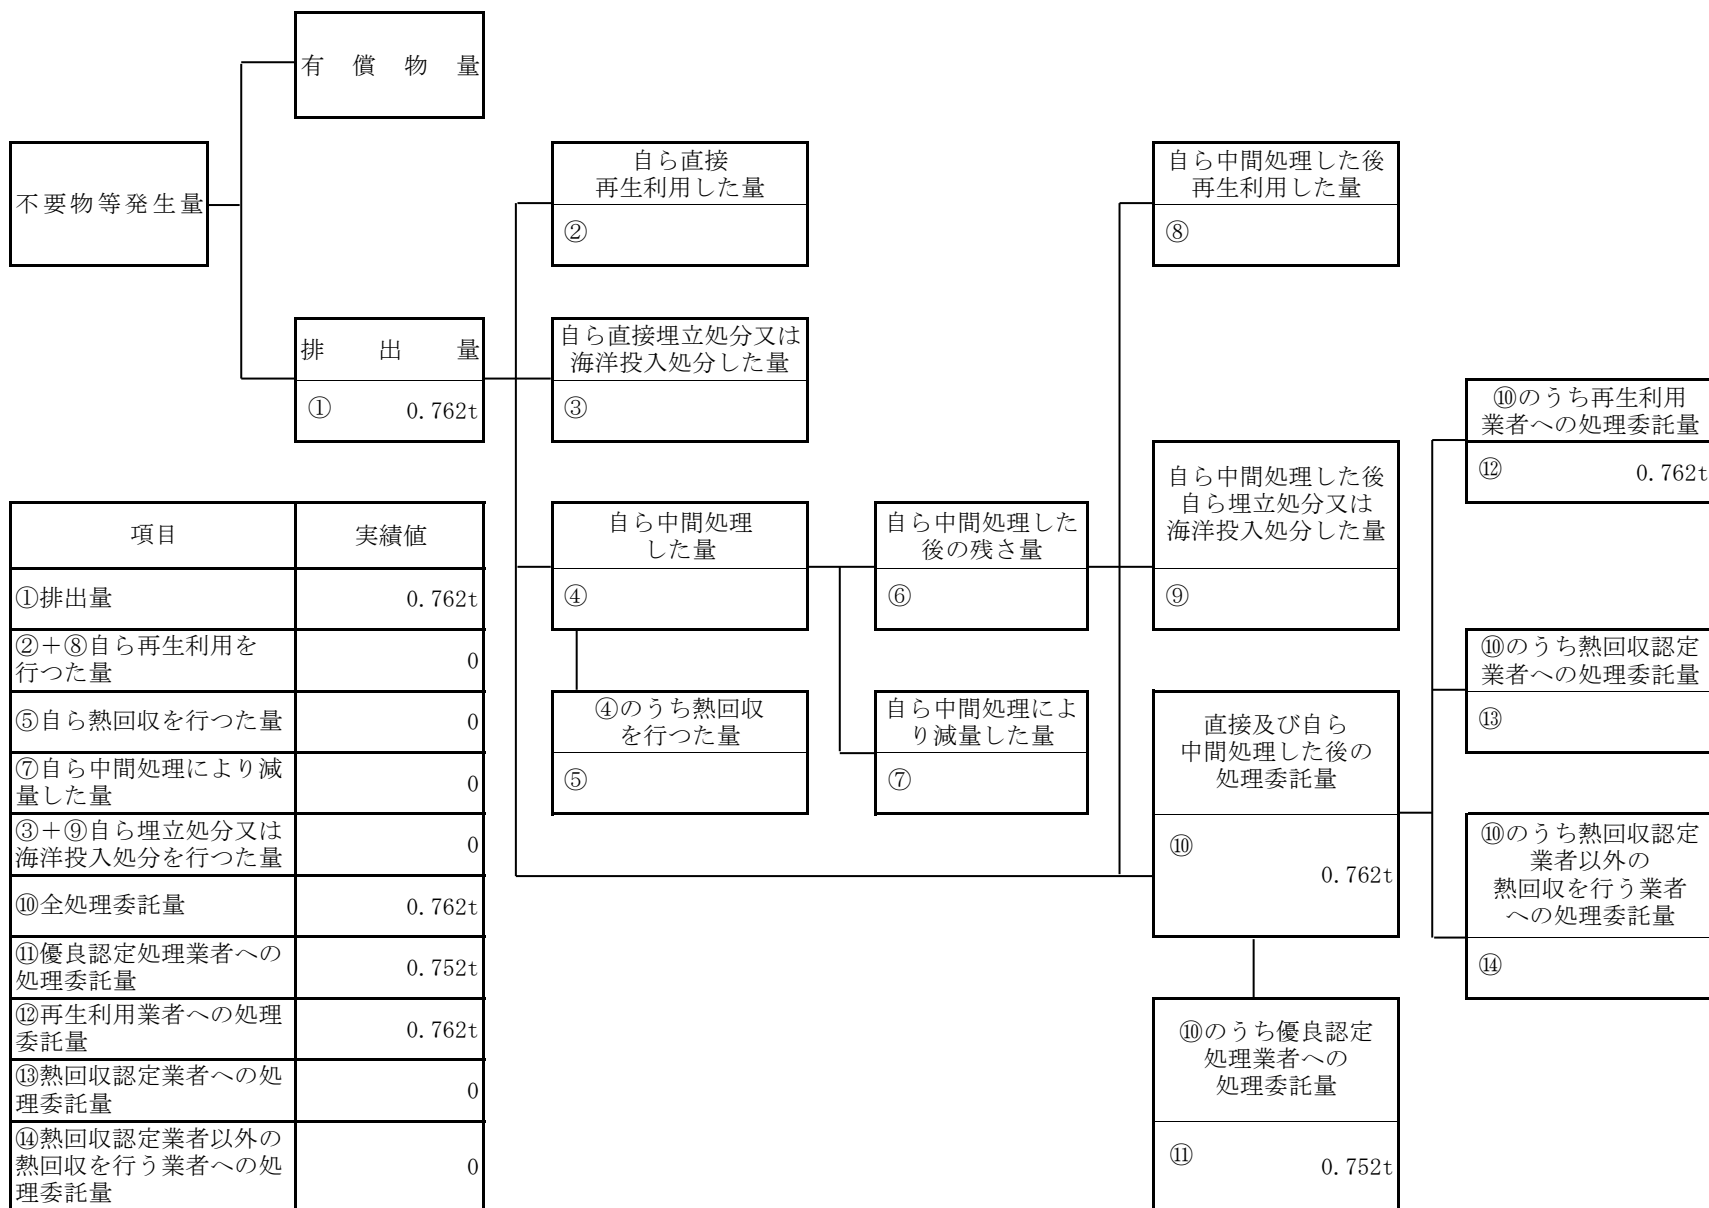 有償物量
不要物等発生量
排出量
① 0.762t
自ら直接
再生利用した量
②
自ら直接埋立処分又は
海洋投入処分した量
③
自ら中間処理
した量
④
④のうち熱回収
を行つた量
⑤
自ら中間処理した
後の残さ量
⑥
自ら中間処理によ
り減量した量
⑦
自ら中間処理した後
再生利用した量
⑧
自ら中間処理した後
自ら埋立処分又は
海洋投入処分した量
⑨
直接及び自ら
中間処理した後の
処理委託量
⑩
0.762t
⑩のうち優良認定
処理業者への
処理委託量
⑪ 0.752t
⑩のうち再生利用
業者への処理委託量
⑫ 0.762t
⑩のうち熱回収認定
業者への処理委託量
⑬
⑩のうち熱回収認定
業者以外の
熱回収を行う業者
への処理委託量
⑭
項目 実績値
①排出量 0.762t
②+⑧自ら再生利用を
行つた量 0
⑤自ら熱回収を行つた量 0
⑦自ら中間処理により減
量した量 0
③+⑨自ら埋立処分又は
海洋投入処分を行つた量 0
⑩全処理委託量 0.762t
⑪優良認定処理業者への
処理委託量 0.752t
⑫再生利用業者への処理
委託量 0.762t
⑬熱回収認定業者への処
理委託量 0
⑭熱回収認定業者以外の
熱回収を行う業者への処
理委託量 0